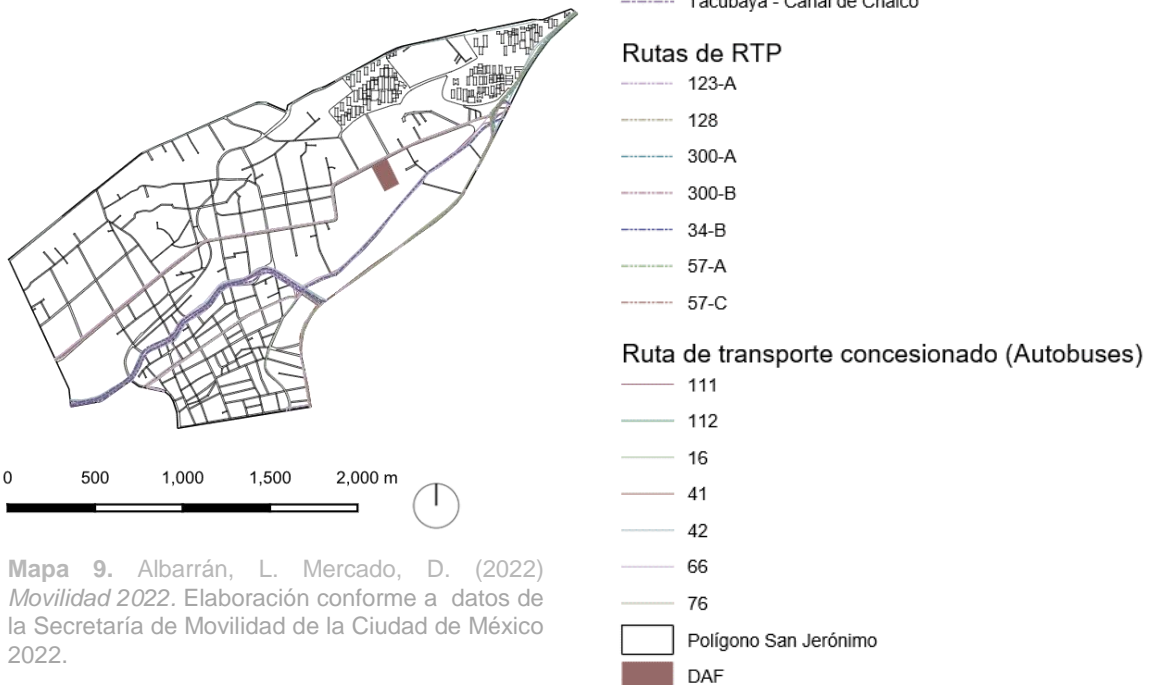 Tacubaya - Canal de Chalco
Rutas de RTP
123-A
128
300-A
300-B
34-B
57-A
57-C
Ruta de transporte concesionado (Autobuses)
111
112
16
41
42
66
76
Polígono San Jerónimo
DAF
0 500 1,000 1,500 2,000 m
Mapa 9. Albarrán, L. Mercado, D. (2022)
Movilidad 2022. Elaboración conforme a datos de
la Secretaría de Movilidad de la Ciudad de México
2022.